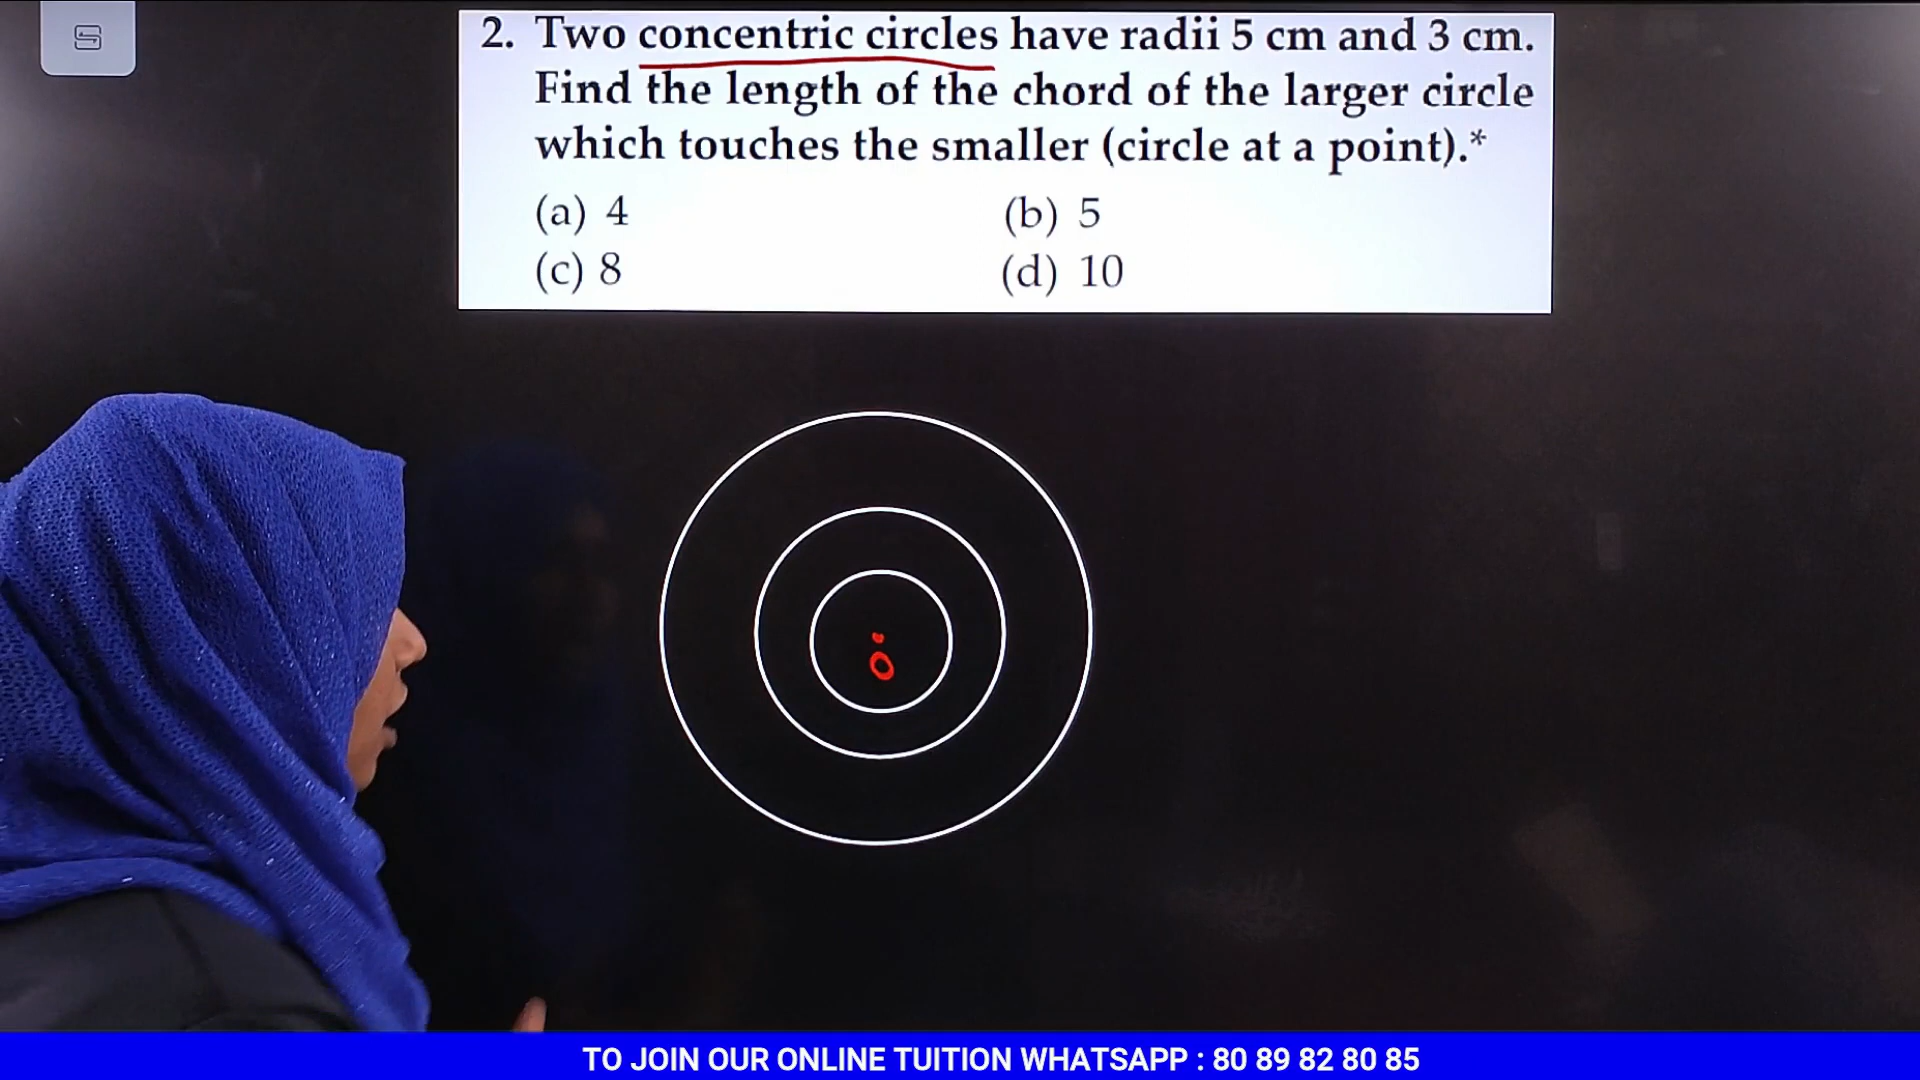 2. Two concentric circles have radii 5 cm and 3 cm.
Find the length of the chord of the larger circle
which touches the smaller (circle at a point).*
(a) 4 (b) 5
(c) 8 (d) 10
O
TO JOIN OUR ONLINE TUITION WHATSAPP : 80 89 82 80 85